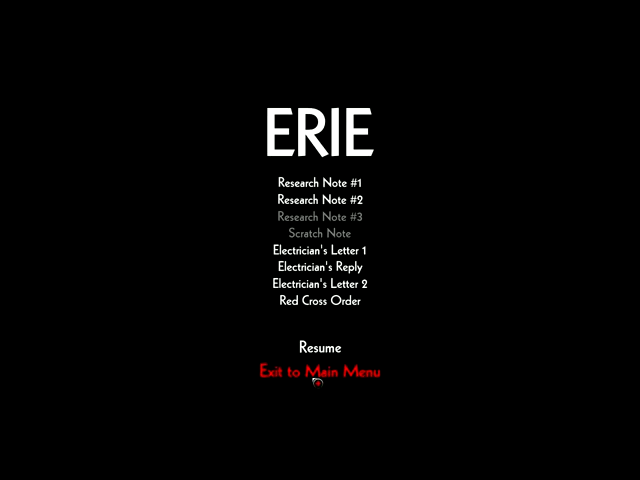 ERIE
Research Note #1
Research Note #2
Research Note #3
Scratch Note
Electrician's Letter 1
Electrician's Reply
Electrician's Letter 2
Red Cross Order
Resume
Exit to Main Menu